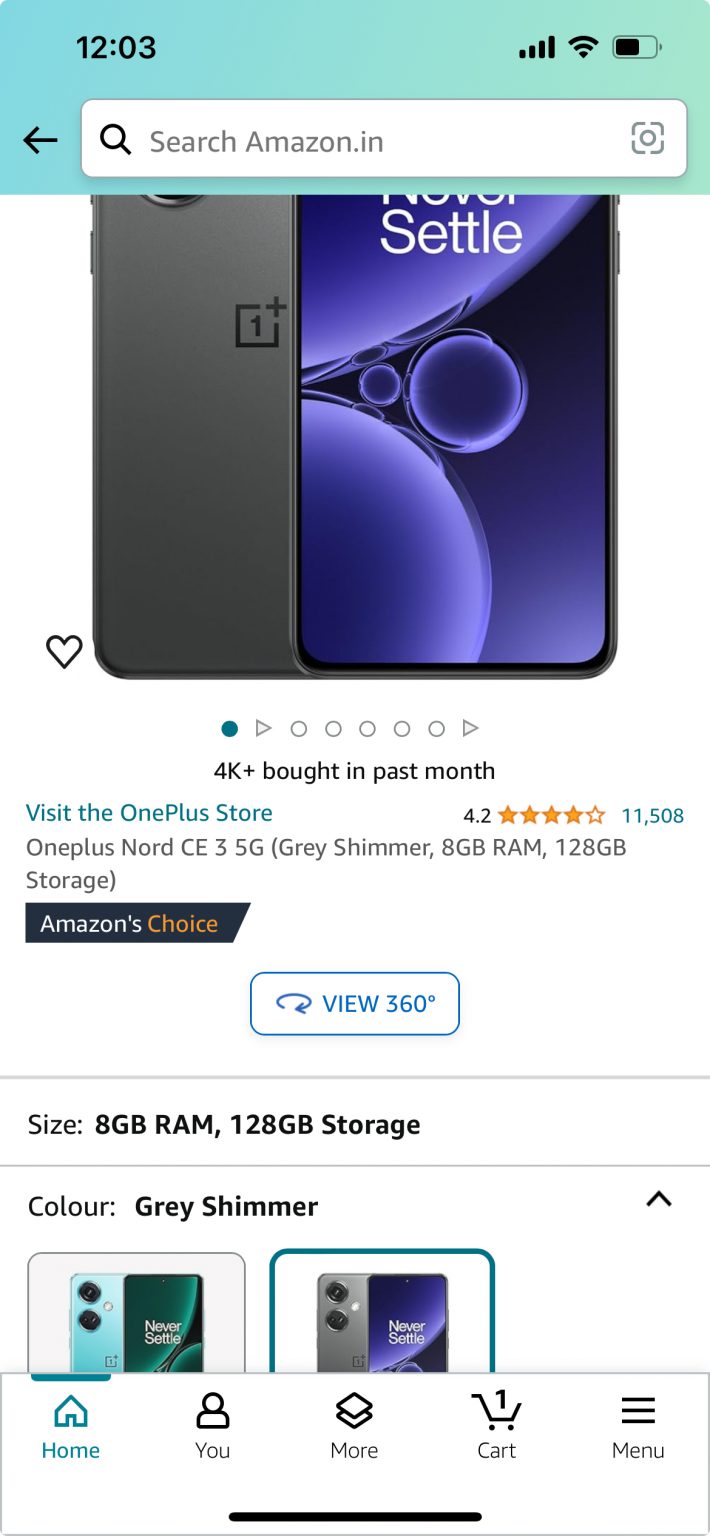 12:03
Search Amazon.in
Never
Settle
1+
4K+ bought in past month
Visit the OnePlus Store
4.2
11,508
Oneplus Nord CE 3 5G (Grey Shimmer, 8GB RAM, 128GB
Storage)
Amazon's Choice
VIEW 360°
Size: 8GB RAM, 128GB Storage
Colour: Grey Shimmer
Never
Settle
Never
Settle
1
Home
You
More
Cart
Menu